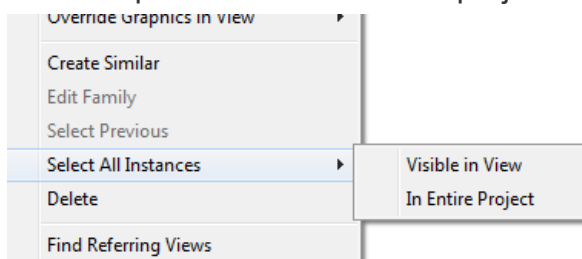 Override Graphics in View
Create Similar
Edit Family
Select Previous
Select All Instances
Visible in View
Delete
In Entire Project
Find Referring Views